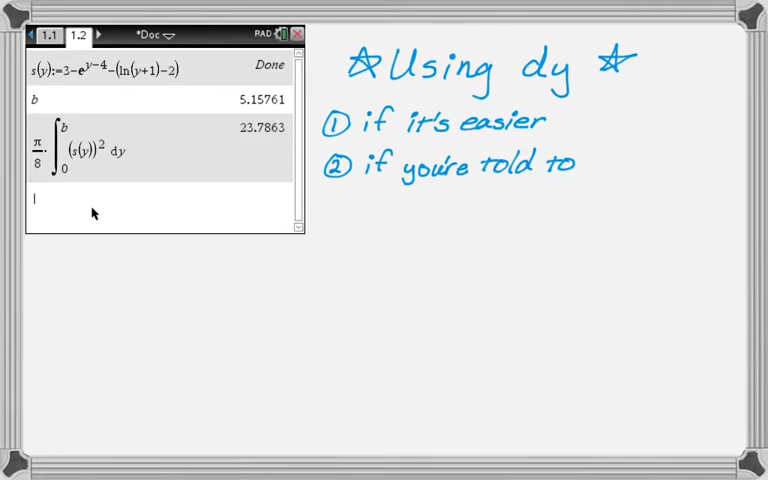 1.1 1.2 *Doc RAD
s(y):=3-e^(y-4)-(ln(y+1)-2) Done
b 5.15761
π/8·∫₀ᵇ (s(y))² dy 23.7863
☆Using dy☆
① if it's easier
② if you're told to